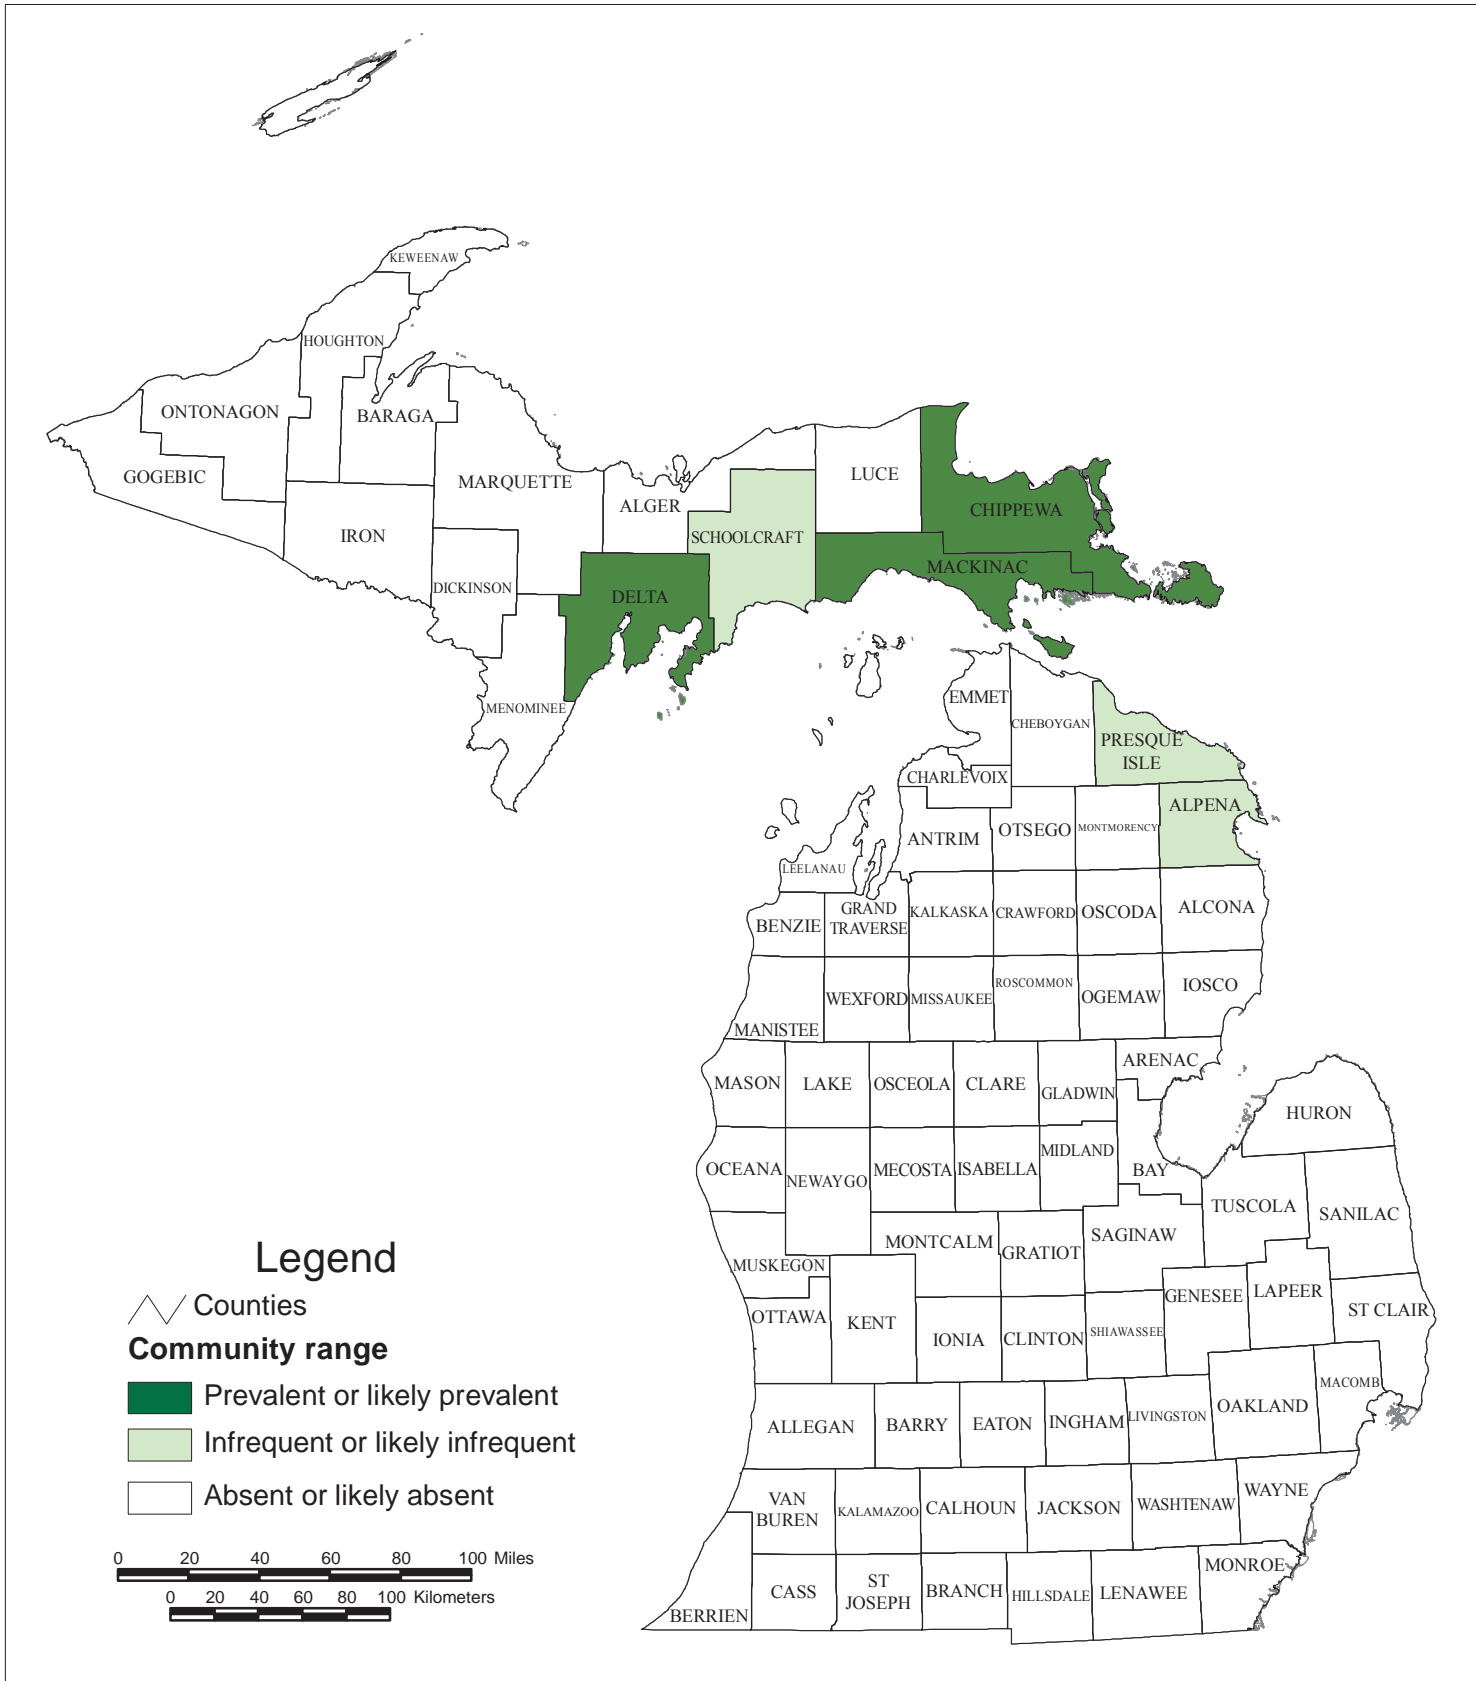 KEWEENAW
HOUGHTON
ONTONAGON
BARAGA
GOGEBIC
MARQUETTE
LUCE
ALGER
CHIPPEWA
IRON
SCHOOLCRAFT
MACKINAC
DICKINSON
DELTA
MENOMINEE
EMMET
CHEBOYGAN
PRESQUE
ISLE
CHARLEVOIX
ALPENA
ANTRIM
OTSEGO
MONTMORENCY
LEELANAU
BENZIE
GRAND
TRAVERSE
KALKASKA
CRAWFORD
OSCODA
ALCONA
MANISTEE
WEXFORD
MISSAUKEE
ROSCOMMON
OGEMAW
IOSCO
ARENAC
MASON
LAKE
OSCEOLA
CLARE
GLADWIN
HURON
OCEANA
NEWAYGO
MECOSTA
ISABELLA
MIDLAND
BAY
TUSCOLA
SANILAC
MUSKEGON
MONTCALM
GRATIOT
SAGINAW
GENESEE
LAPEER
ST CLAIR
OTTAWA
KENT
IONIA
CLINTON
SHIAWASSEE
OAKLAND
MACOMB
ALLEGAN
BARRY
EATON
INGHAM
LIVINGSTON
VAN
BUREN
KALAMAZOO
CALHOUN
JACKSON
WASHTENAW
WAYNE
BERRIEN
CASS
ST
JOSEPH
BRANCH
HILLSDALE
LENAWEE
MONROE
Legend
Counties
Community range
Prevalent or likely prevalent
Infrequent or likely infrequent
Absent or likely absent
0 20 40 60 80 100 Miles
0 20 40 60 80 100 Kilometers